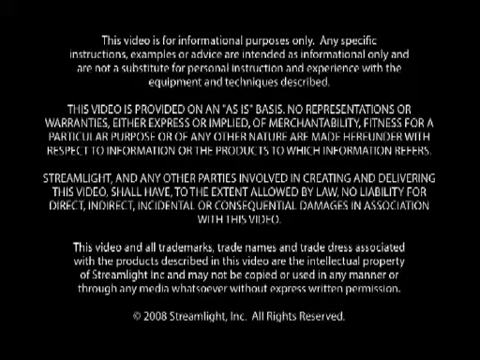 This video is for informational purposes only.  Any specific
instructions, examples or advice are intended as informational only and
are not a substitute for personal instruction and experience with the
equipment and techniques described.
THIS VIDEO IS PROVIDED ON AN "AS IS" BASIS. NO REPRESENTATIONS OR
WARRANTIES, EITHER EXPRESS OR IMPLIED, OF MERCHANTABILITY, FITNESS FOR A
PARTICULAR PURPOSE OR OF ANY OTHER NATURE ARE MADE HEREUNDER WITH
RESPECT TO INFORMATION OR THE PRODUCTS TO WHICH INFORMATION REFERS.
STREAMLIGHT, AND ANY OTHER PARTIES INVOLVED IN CREATING AND DELIVERING
THIS VIDEO, SHALL HAVE, TO THE EXTENT ALLOWED BY LAW, NO LIABILITY FOR
DIRECT, INDIRECT, INCIDENTAL OR CONSEQUENTIAL DAMAGES IN ASSOCIATION
WITH THIS VIDEO.
This video and all trademarks, trade names and trade dress associated
with the products described in this video are the intellectual property
of Streamlight Inc and may not be copied or used in any manner or
through any media whatsoever without express written permission.
© 2008 Streamlight, Inc.  All Rights Reserved.